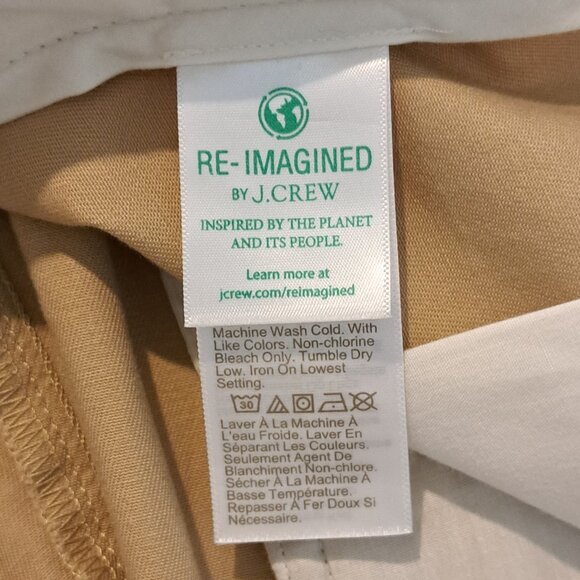 RE-IMAGINED
BY J.CREW
INSPIRED BY THE PLANET
AND ITS PEOPLE.
Learn more at
jcrew.com/reimagined
Machine Wash Cold. With
Like Colors. Non-chlorine
Bleach Only. Tumble Dry
Low. Iron On Lowest
Setting.
30
Laver À La Machine À
L'eau Froide. Laver En
Séparant Les Couleurs.
Seulement Agent De
Blanchiment Non-chlore.
Sécher À La Machine À
Basse Température.
Repasser À Fer Doux Si
Nécessaire.